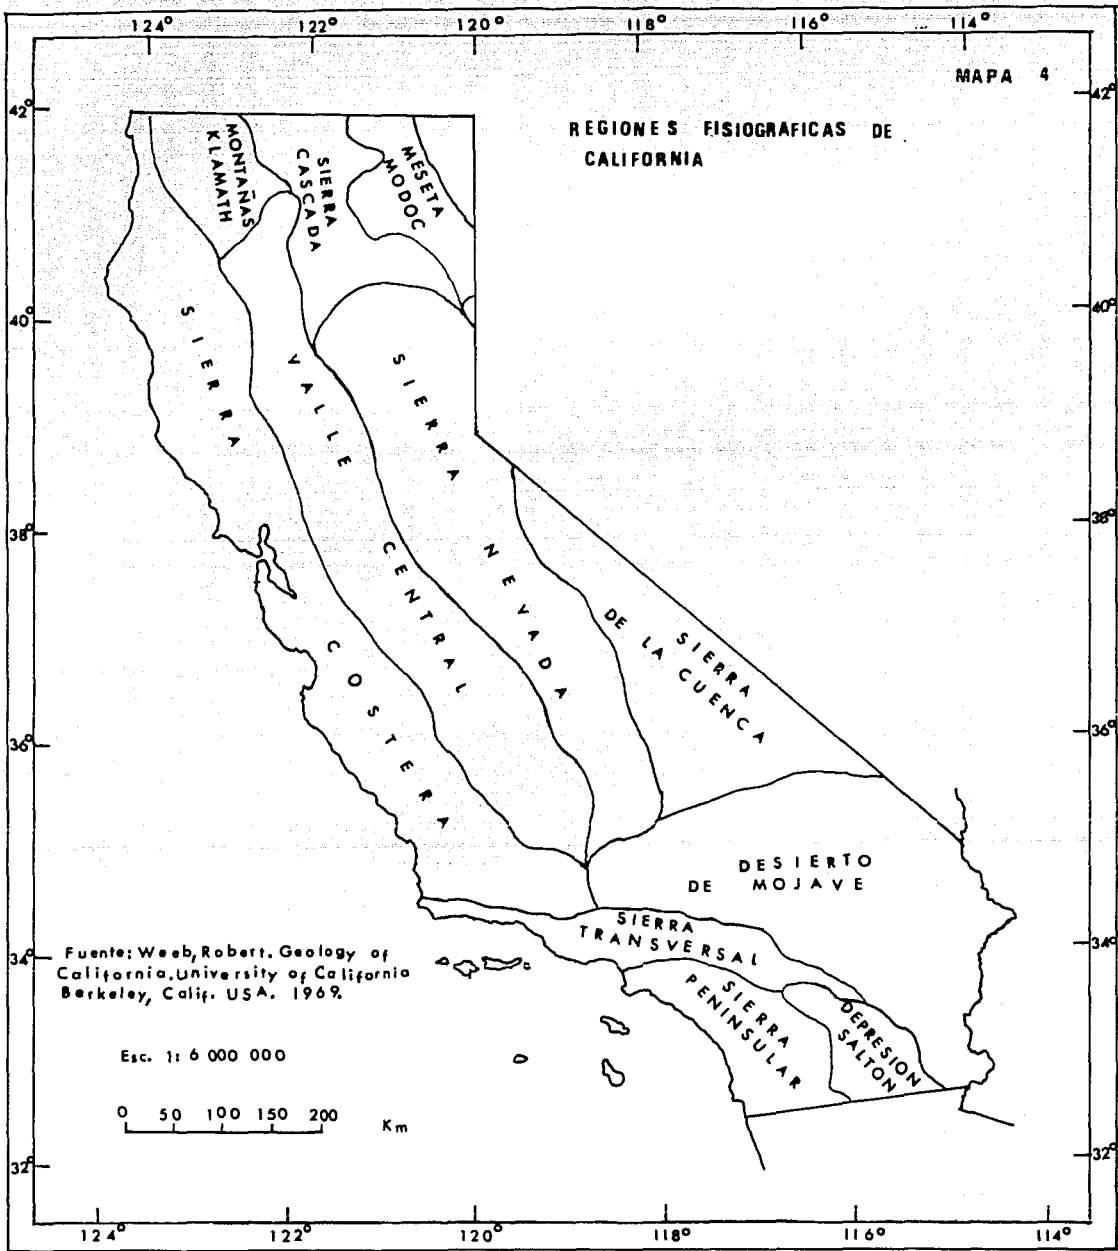 124° 122° 120° 118° 116° 114°
MAPA 4
42° 42°
REGIONES FISIOGRAFICAS DE
CALIFORNIA
MONTAÑAS
KLAMATH
SIERRA
CASCADA
MESETA
MODOC
40° 40°
SIERRA
COSTERA
VALLE
CENTRAL
SIERRA
NEVADA
38° 38°
SIERRA
DE LA CUENCA
36° 36°
DESIERTO
DE MOJAVE
SIERRA
TRANSVERSAL
34° 34°
SIERRA
PENINSULAR
DEPRESION
SALTON
Fuente: Weeb, Robert. Geology of
California. University of California
Berkeley, Calif. USA. 1969.
Esc. 1: 6 000 000
0 50 100 150 200 Km
32° 32°
124° 122° 120° 118° 116° 114°